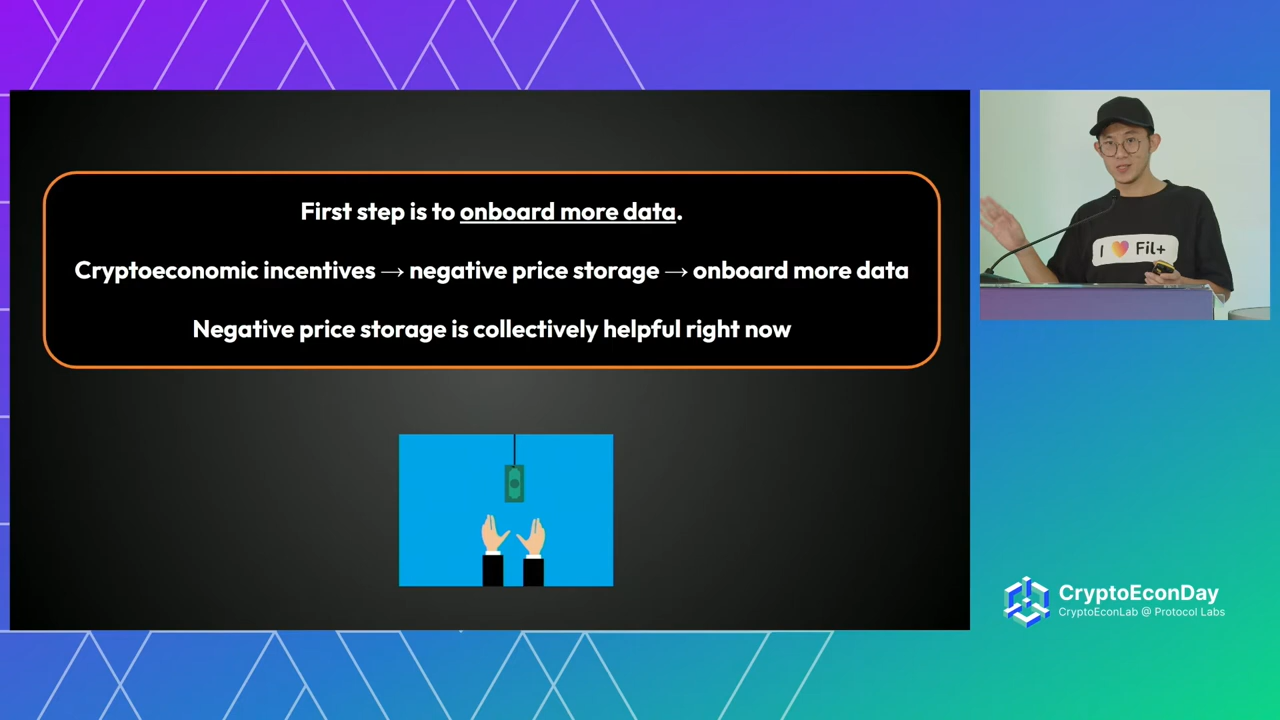 First step is to onboard more data.
Cryptoeconomic incentives → negative price storage → onboard more data
Negative price storage is collectively helpful right now
I ❤️ Fil+
CryptoEconDay
CryptoEconLab @ Protocol Labs